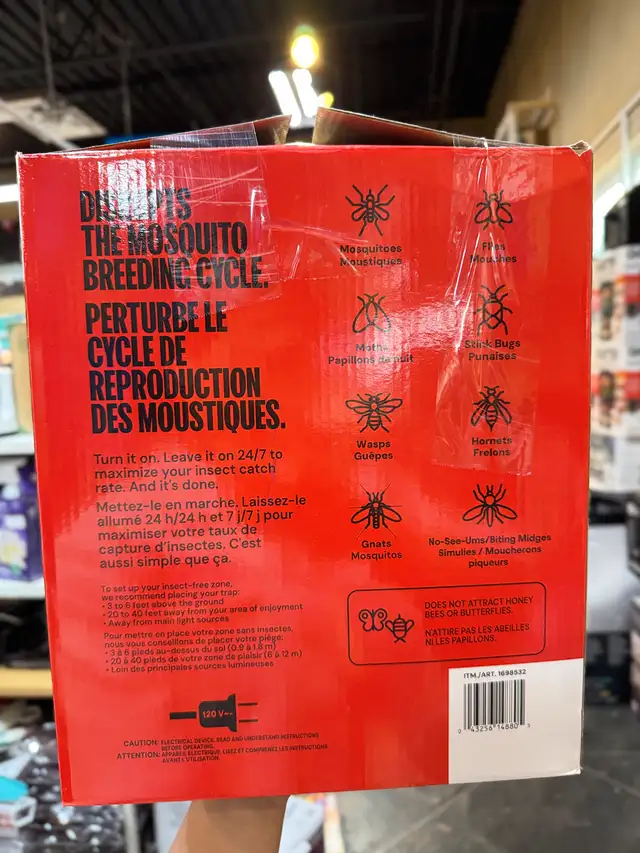 DISRUPTS
THE MOSQUITO
BREEDING CYCLE.
PERTURBE LE
CYCLE DE
REPRODUCTION
DES MOUSTIQUES.
Turn it on. Leave it on 24/7 to
maximize your insect catch
rate. And it's done.
Mettez-le en marche. Laissez-le
allumé 24 h/24 h et 7 j/7 j pour
maximiser votre taux de
capture d'insectes. C'est
aussi simple que ça.
To set up your insect-free zone,
we recommend placing your trap:
• 3 to 6 feet above the ground
• 20 to 40 feet away from your area of enjoyment
• Away from main light sources
Pour mettre en place votre zone sans insectes,
nous vous conseillons de placer votre piège:
• 3 à 6 pieds au-dessus du sol (0.9 à 1.8 m)
• 20 à 40 pieds de votre zone de plaisir (6 à 12 m)
• Loin des principales sources lumineuses
120 V~
CAUTION: ELECTRICAL DEVICE. READ AND UNDERSTAND INSTRUCTIONS
BEFORE OPERATING.
ATTENTION: APPAREIL ÉLECTRIQUE. LISEZ ET COMPRENEZ LES INSTRUCTIONS
AVANT L'UTILISATION.
Mosquitoes
Moustiques
Flies
Mouches
Moths
Papillons de nuit
Stink Bugs
Punaises
Wasps
Guêpes
Hornets
Frelons
Gnats
Mosquitos
No-See-Ums/Biting Midges
Simulies / Moucherons
piqueurs
DOES NOT ATTRACT HONEY
BEES OR BUTTERFLIES.
N'ATTIRE PAS LES ABEILLES
NI LES PAPILLONS.
ITM./ART. 1698532
0 43256 14880 3